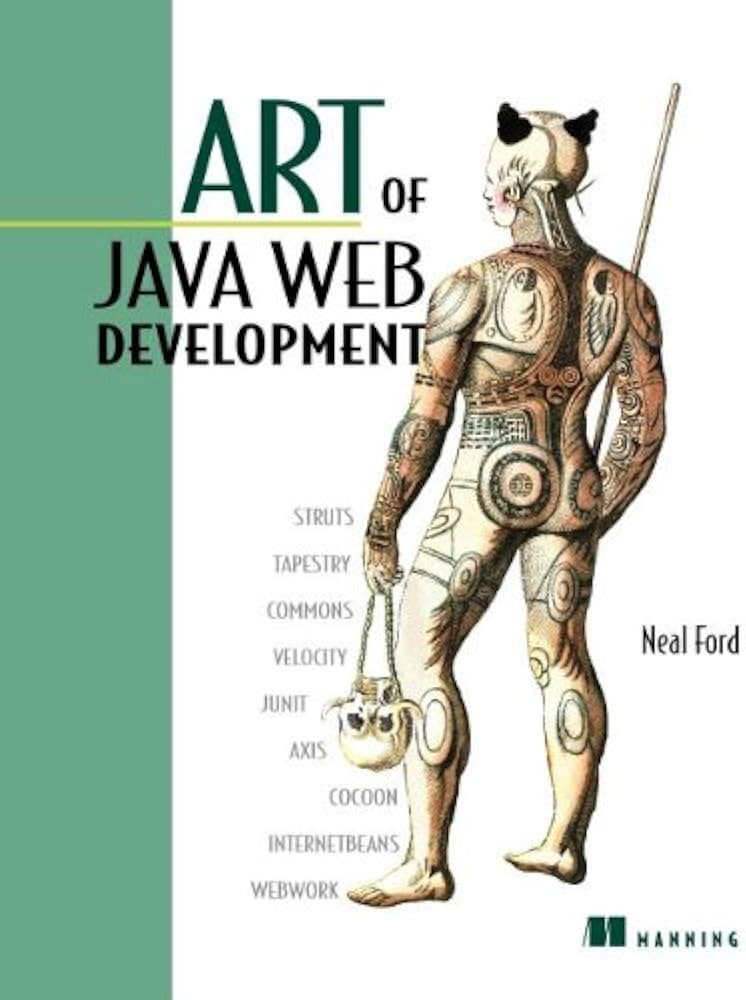 ART OF
JAVA WEB
DEVELOPMENT
STRUTS
TAPESTRY
COMMONS
VELOCITY
JUNIT
AXIS
COCOON
INTERNETBEANS
WEBWORK
Neal Ford
MANNING